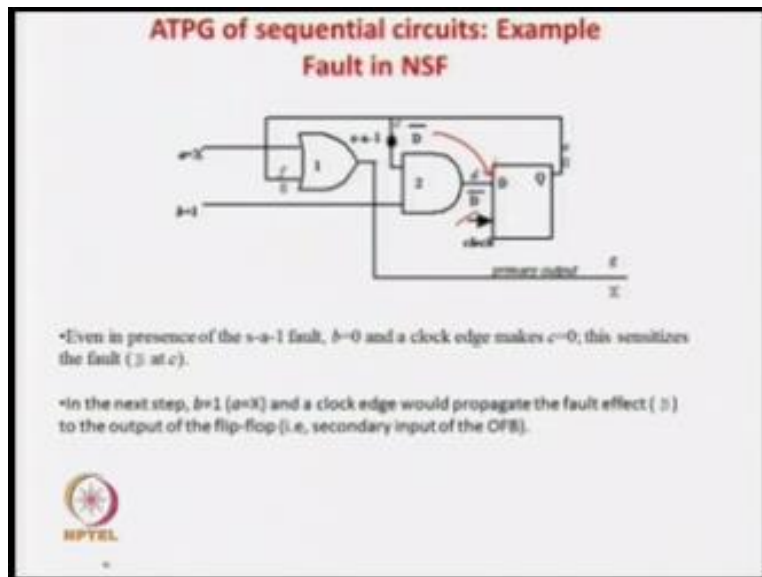 ATPG of sequential circuits: Example
Fault in NSF
a=X
b=1
1
s-a-1
D
2
d
D
D
Q
clock
primary output
g
X
•Even in presence of the s-a-1 fault, b=0 and a clock edge makes c=0; this sensitizes
the fault ( at c).
•In the next step, b=1 (a=X) and a clock edge would propagate the fault effect ( )
to the output of the flip-flop (i.e, secondary input of the OFB).
NPTEL